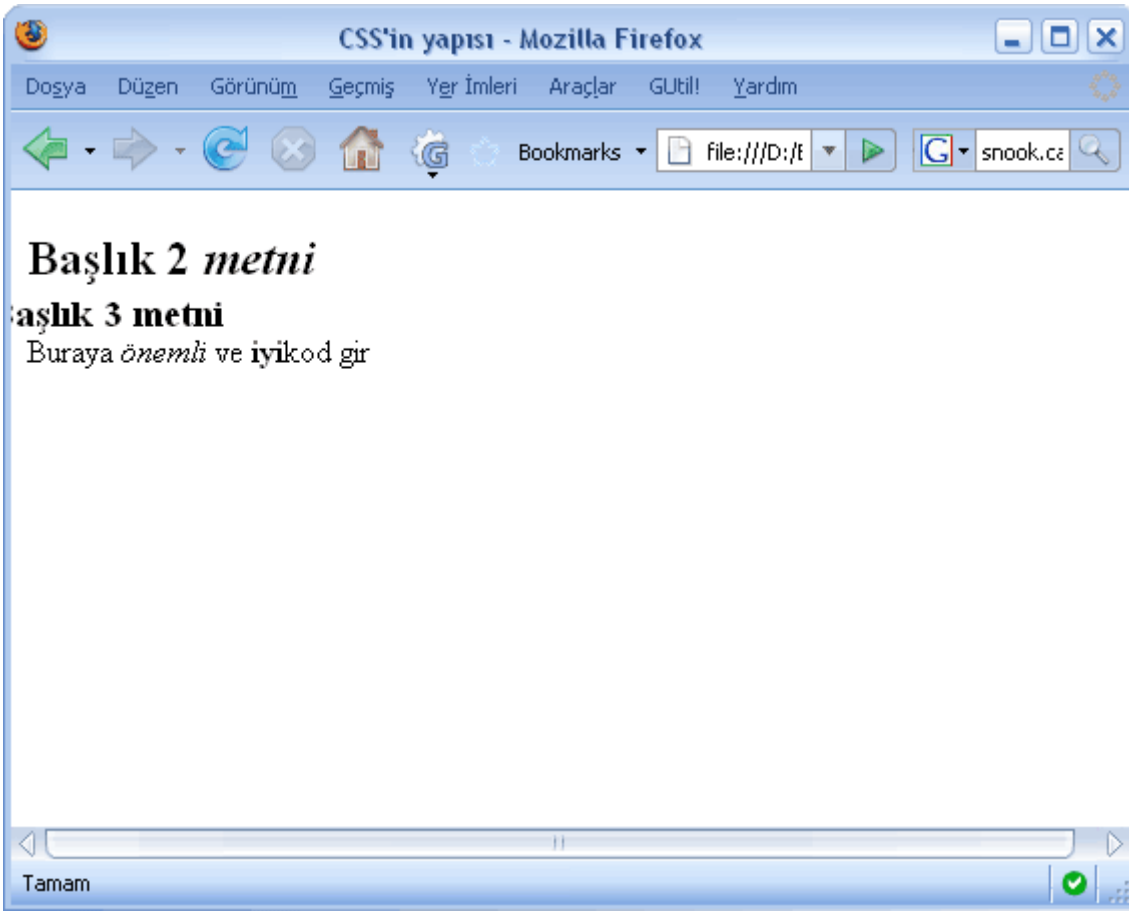 CSS'in yapısı - Mozilla Firefox
Dosya Düzen Görünüm Geçmiş Yer İmleri Araçlar GUtil! Yardım
G Bookmarks file:///D:/E G snook.ca
Başlık 2 metni
aşlık 3 metni
Buraya önemli ve iyikod gir
Tamam